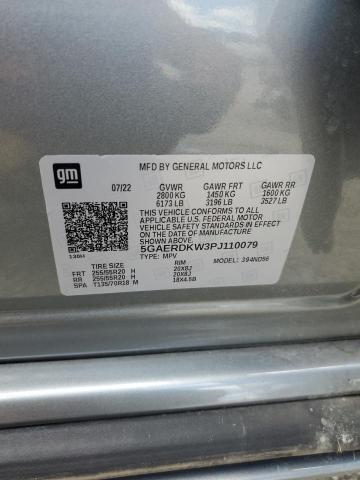 gm
MFD BY GENERAL MOTORS LLC
07/22 GVWR GAWR FRT GAWR RR
2800 KG 1450 KG 1600 KG
6173 LB 3196 LB 3527 LB
THIS VEHICLE CONFORMS TO ALL
APPLICABLE U.S. FEDERAL MOTOR
VEHICLE SAFETY AND THEFT
PREVENTION STANDARDS IN EFFECT
ON THE DATE OF MANUFACTURE
SHOWN ABOVE.
5GAERDKW3PJ110079
TYPE: MPV MODEL: 394ND56
TIRE SIZE RIM
FRT 255/55R20 H 20X8J
RR 255/55R20 H 20X8J
SPA T135/70R18 M 18X4.5B